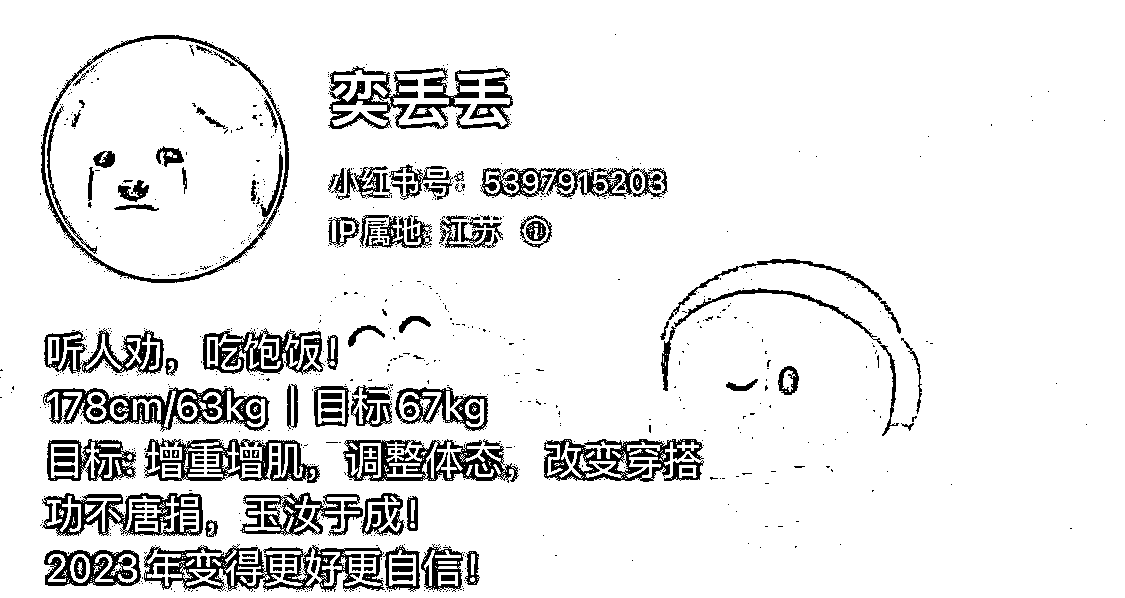 奕丢丢
小红书号：5397915203
IP属地：江苏
听人劝，吃饱饭！
178cm/63kg｜目标67kg
目标：增重增肌，调整体态，改变穿搭
功不唐捐，玉汝于成！
2023年变得更好更自信！